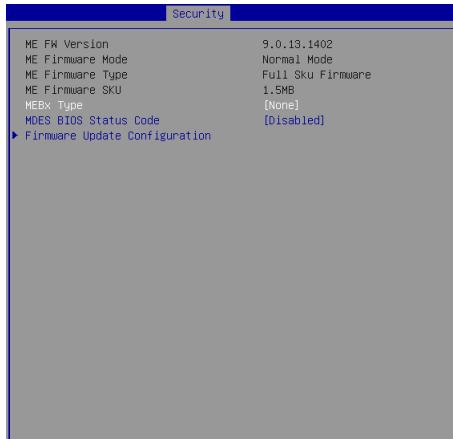 Security
ME FW Version 9.0.13.1402
ME Firmware Mode Normal Mode
ME Firmware Type Full Sku Firmware
ME Firmware SKU 1.5MB
MEBx Type [None]
MDES BIOS Status Code [Disabled]
Firmware Update Configuration